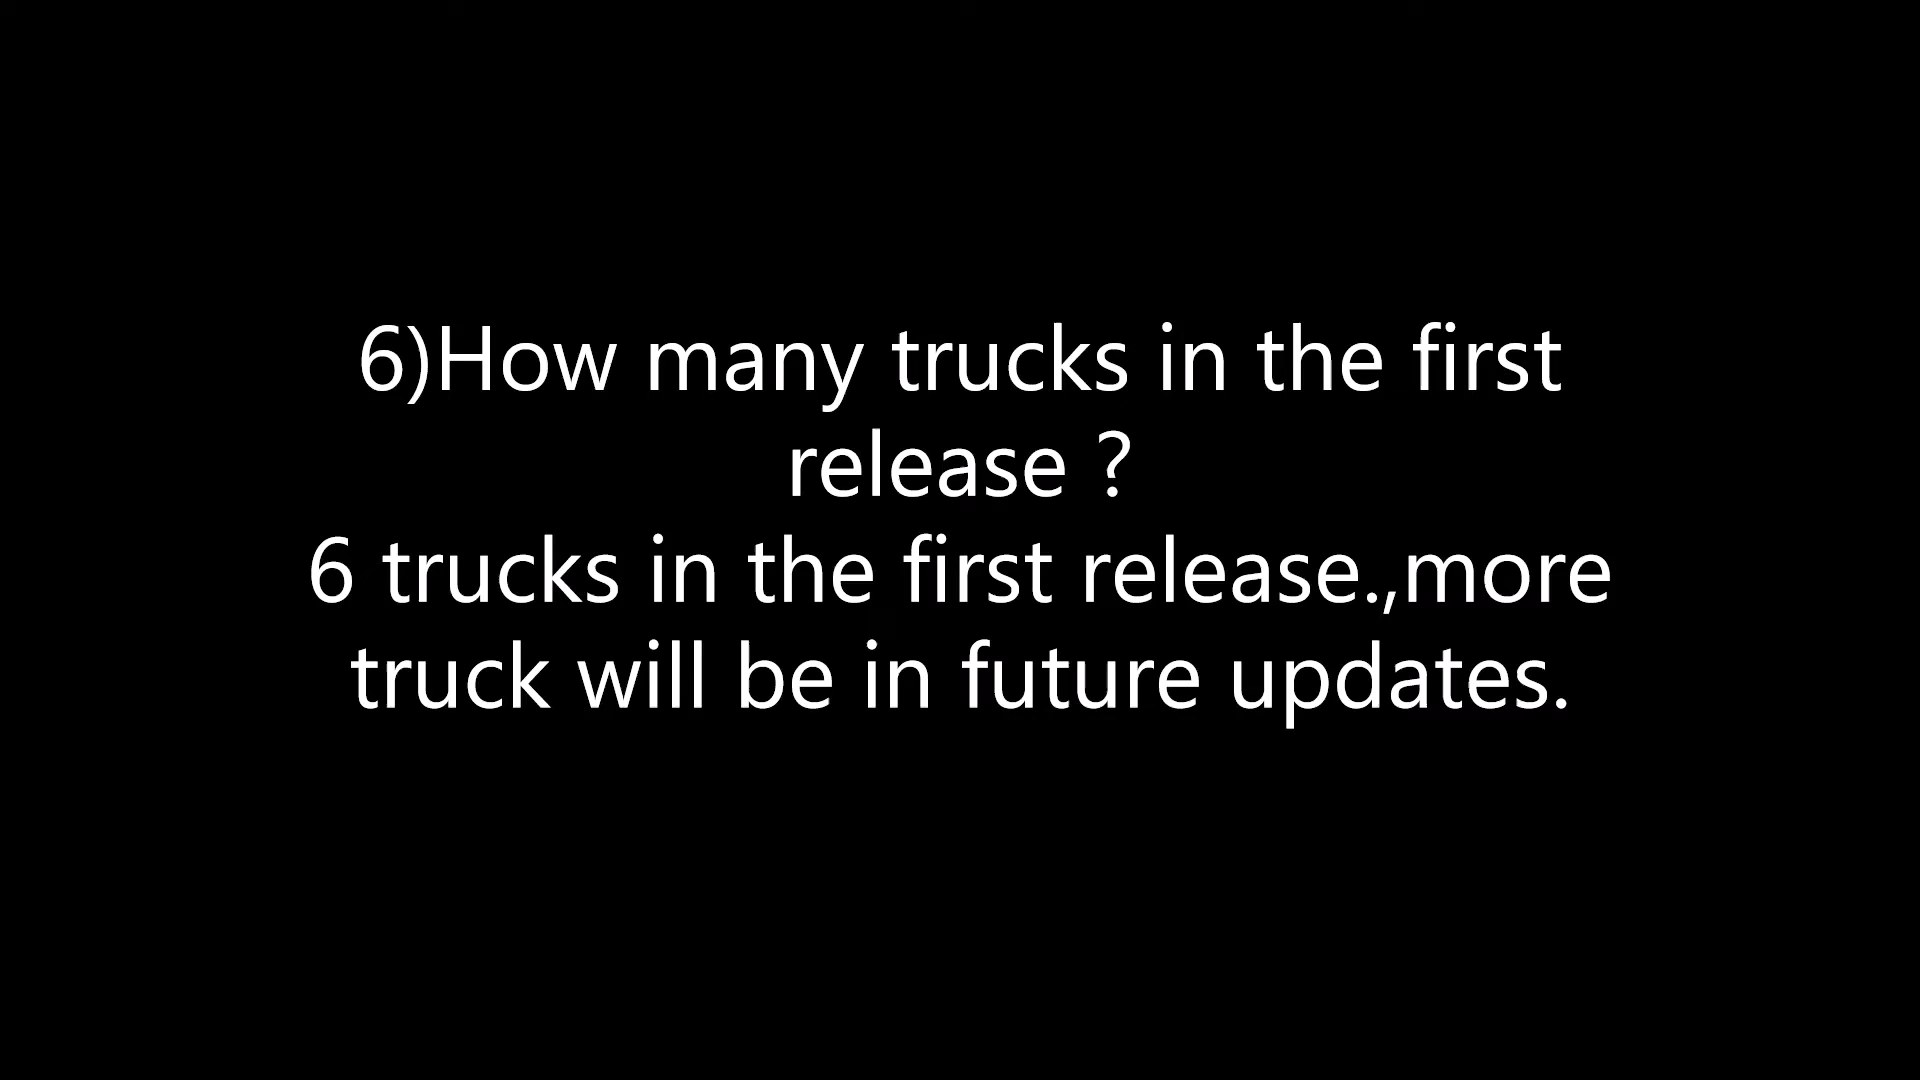 6)How many trucks in the first
release ?
6 trucks in the first release.,more
truck will be in future updates.